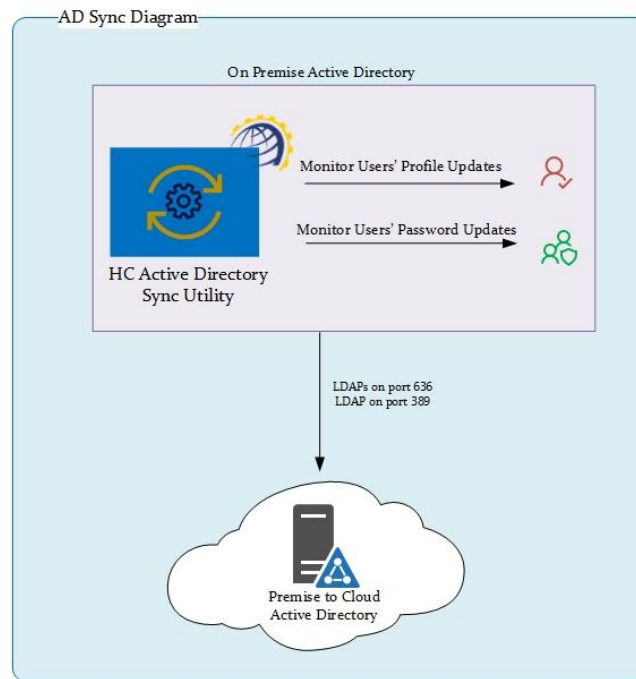 AD Sync Diagram
On Premise Active Directory
Monitor Users' Profile Updates
Monitor Users' Password Updates
HC Active Directory
Sync Utility
LDAPs on port 636
LDAP on port 389
Premise to Cloud
Active Directory